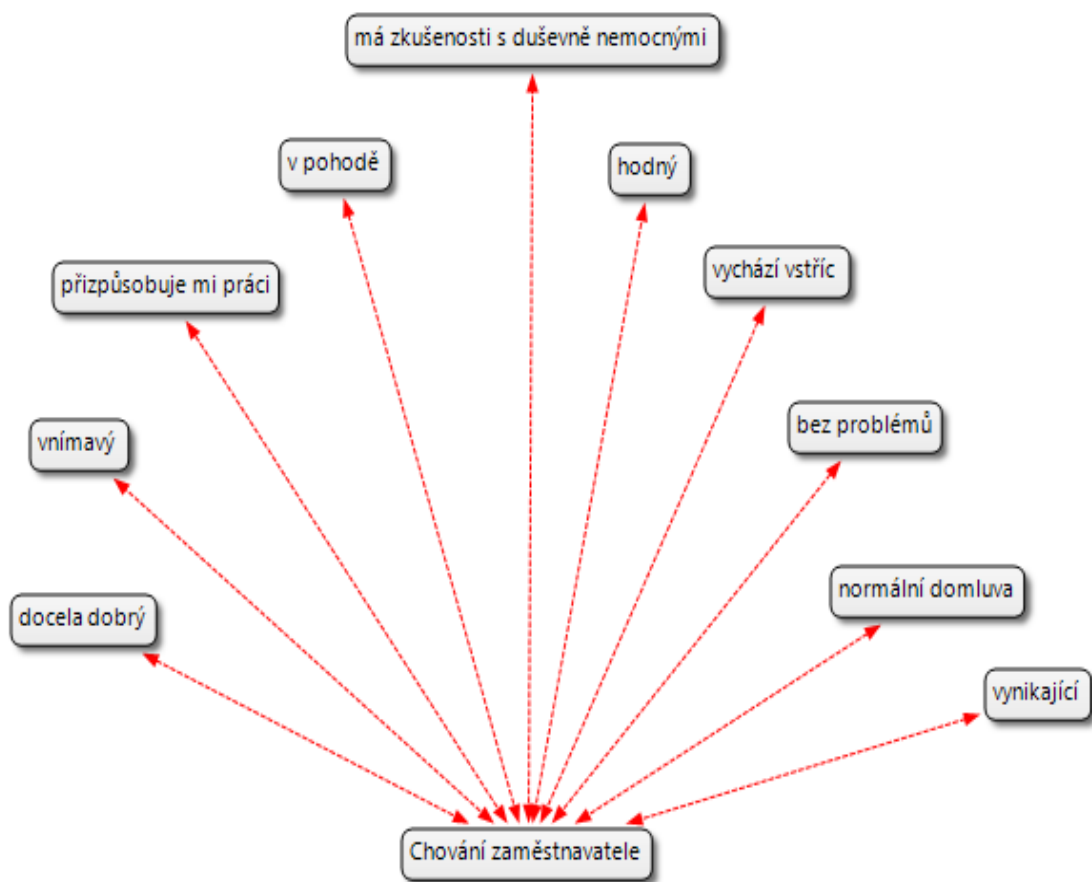 má zkušenosti s duševně nemocnými
v pohodě
hodný
vychází vstříc
přizpůsobuje mi práci
bez problémů
vnímavý
normální domluva
docela dobrý
vynikající
Chování zaměstnavatele